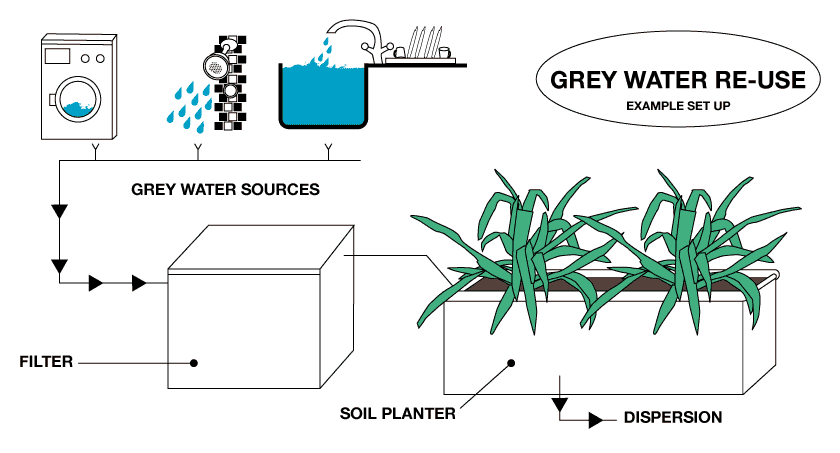 GREY WATER RE-USE
EXAMPLE SET UP
GREY WATER SOURCES
FILTER
SOIL PLANTER
DISPERSION